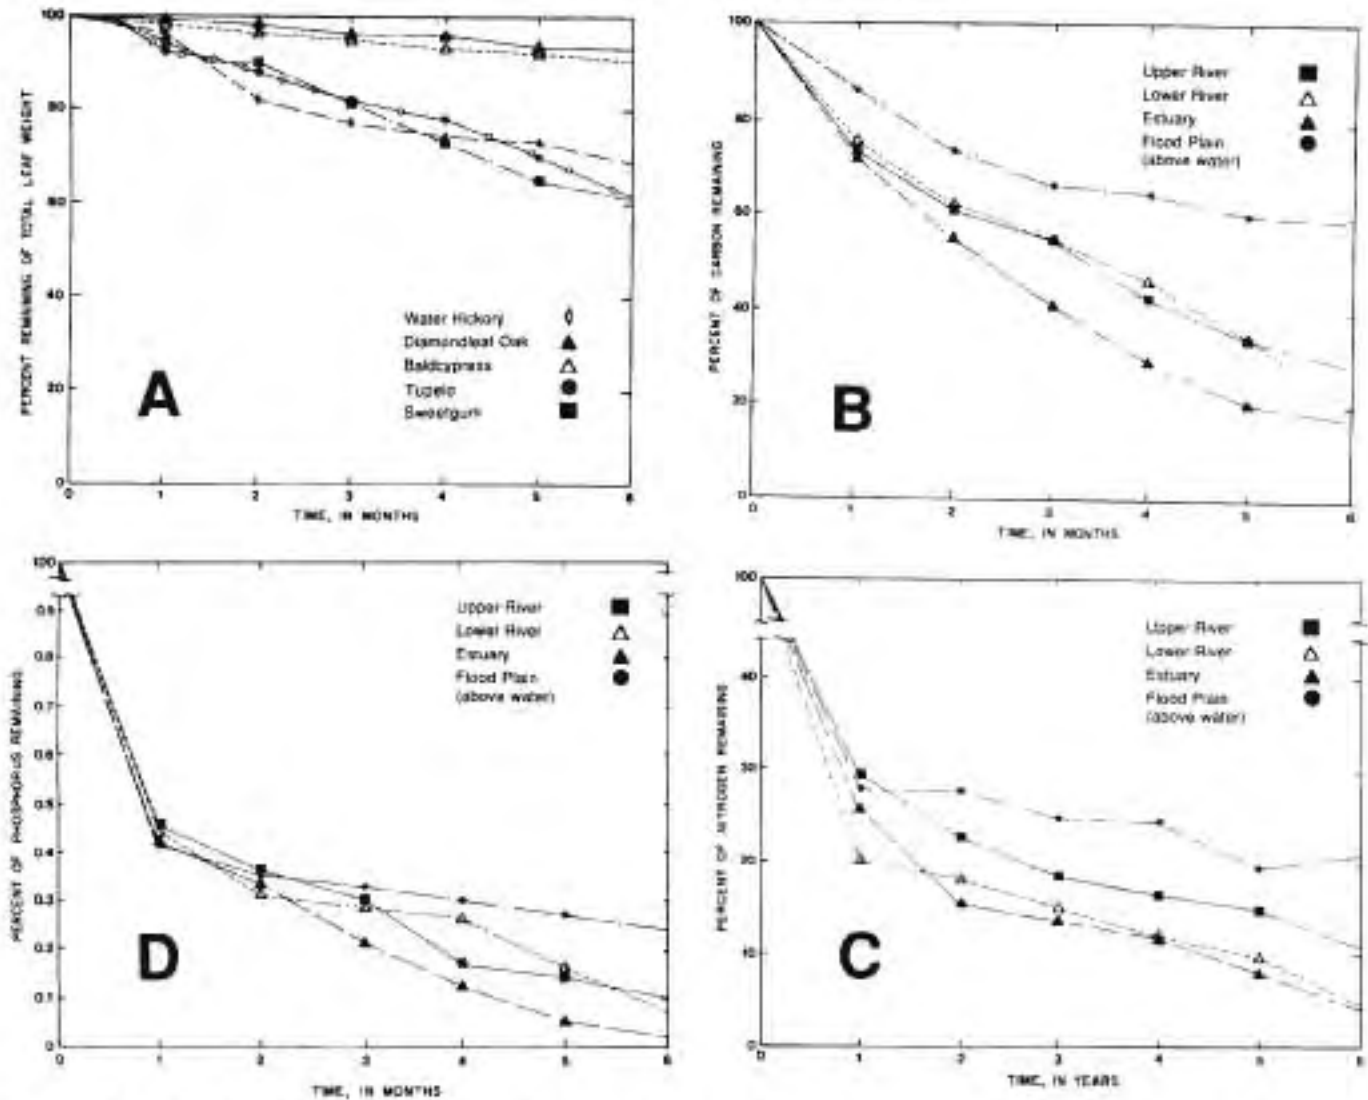 100
80
60
40
20
0
PERCENT REMAINING OF TOTAL LEAF WEIGHT
Water Hickory
Diamondleaf Oak
Baldcypress
Tupelo
Sweetgum
A
0 1 2 3 4 5 6
TIME, IN MONTHS
100
80
60
40
20
0
PERCENT OF CARBON REMAINING
Upper River
Lower River
Estuary
Flood Plain
(above water)
B
0 1 2 3 4 5 6
TIME, IN MONTHS
100
0.9
0.8
0.7
0.6
0.5
0.4
0.3
0.2
0.1
0
PERCENT OF PHOSPHORUS REMAINING
Upper River
Lower River
Estuary
Flood Plain
(above water)
D
0 1 2 3 4 5 6
TIME, IN MONTHS
100
40
30
20
10
0
PERCENT OF NITROGEN REMAINING
Upper River
Lower River
Estuary
Flood Plain
(above water)
C
0 1 2 3 4 5 6
TIME, IN YEARS